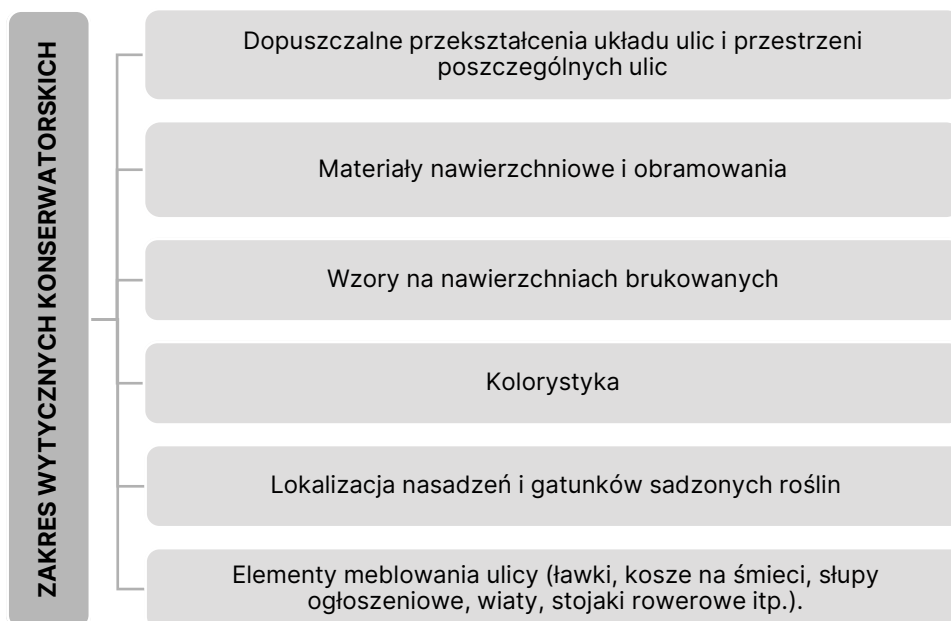 ZAKRES WYTYCZNYCH KONSERWATORSKICH
Dopuszczalne przekształcenia układu ulic i przestrzeni
poszczególnych ulic
Materiały nawierzchniowe i obramowania
Wzory na nawierzchniach brukowanych
Kolorystyka
Lokalizacja nasadzeń i gatunków sadzonych roślin
Elementy meblowania ulicy (ławki, kosze na śmieci, słupy
ogłoszeniowe, wiaty, stojaki rowerowe itp.).